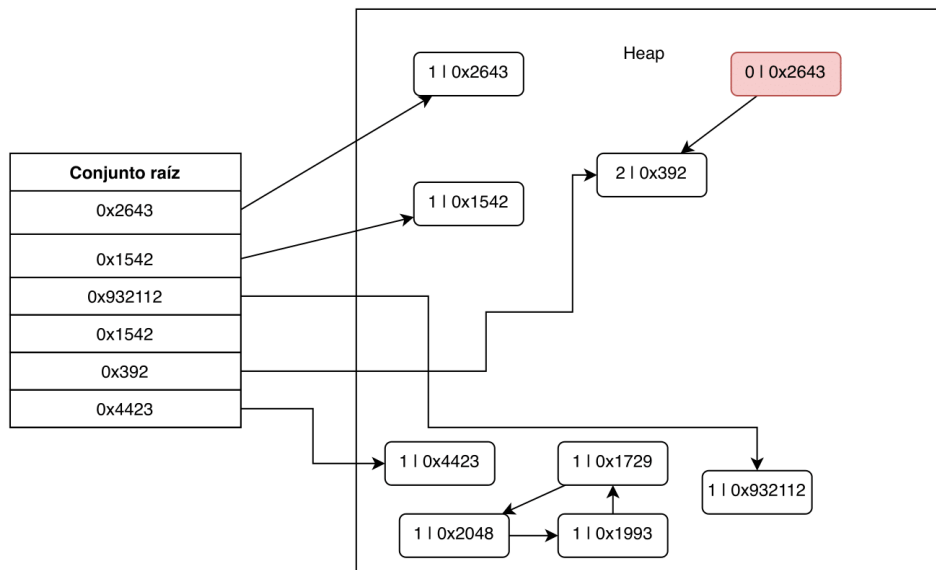 Heap
1 | 0x2643
0 | 0x2643
2 | 0x392
1 | 0x1542
Conjunto raíz
0x2643
0x1542
0x932112
0x1542
0x392
0x4423
1 | 0x4423
1 | 0x1729
1 | 0x932112
1 | 0x2048
1 | 0x1993